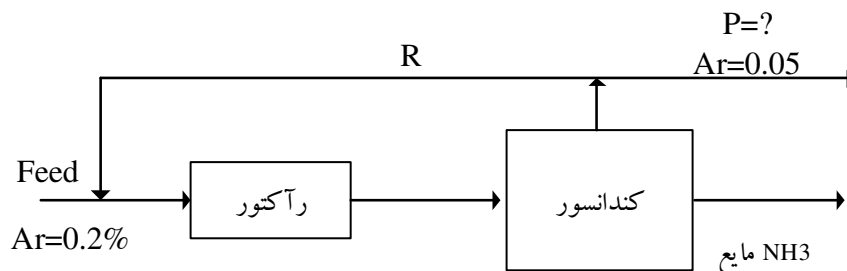 P=?
Ar=0.05
R
Feed
Ar=0.2%
رآکتور
کندانسور
مایع NH3